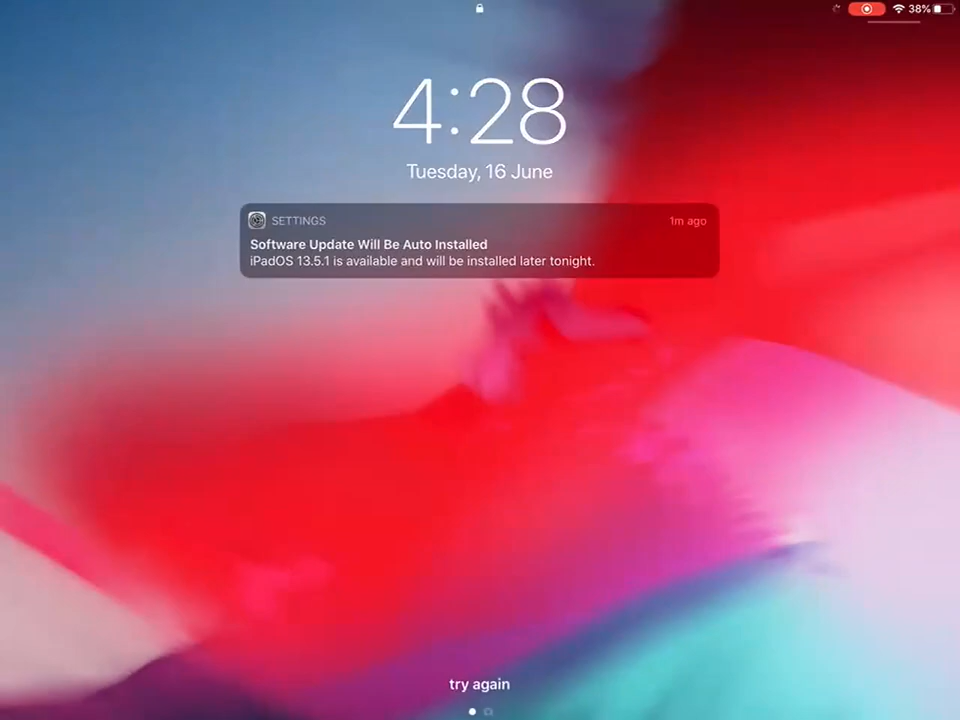 38%
4:28
Tuesday, 16 June
SETTINGS 1m ago
Software Update Will Be Auto Installed
iPadOS 13.5.1 is available and will be installed later tonight.
try again